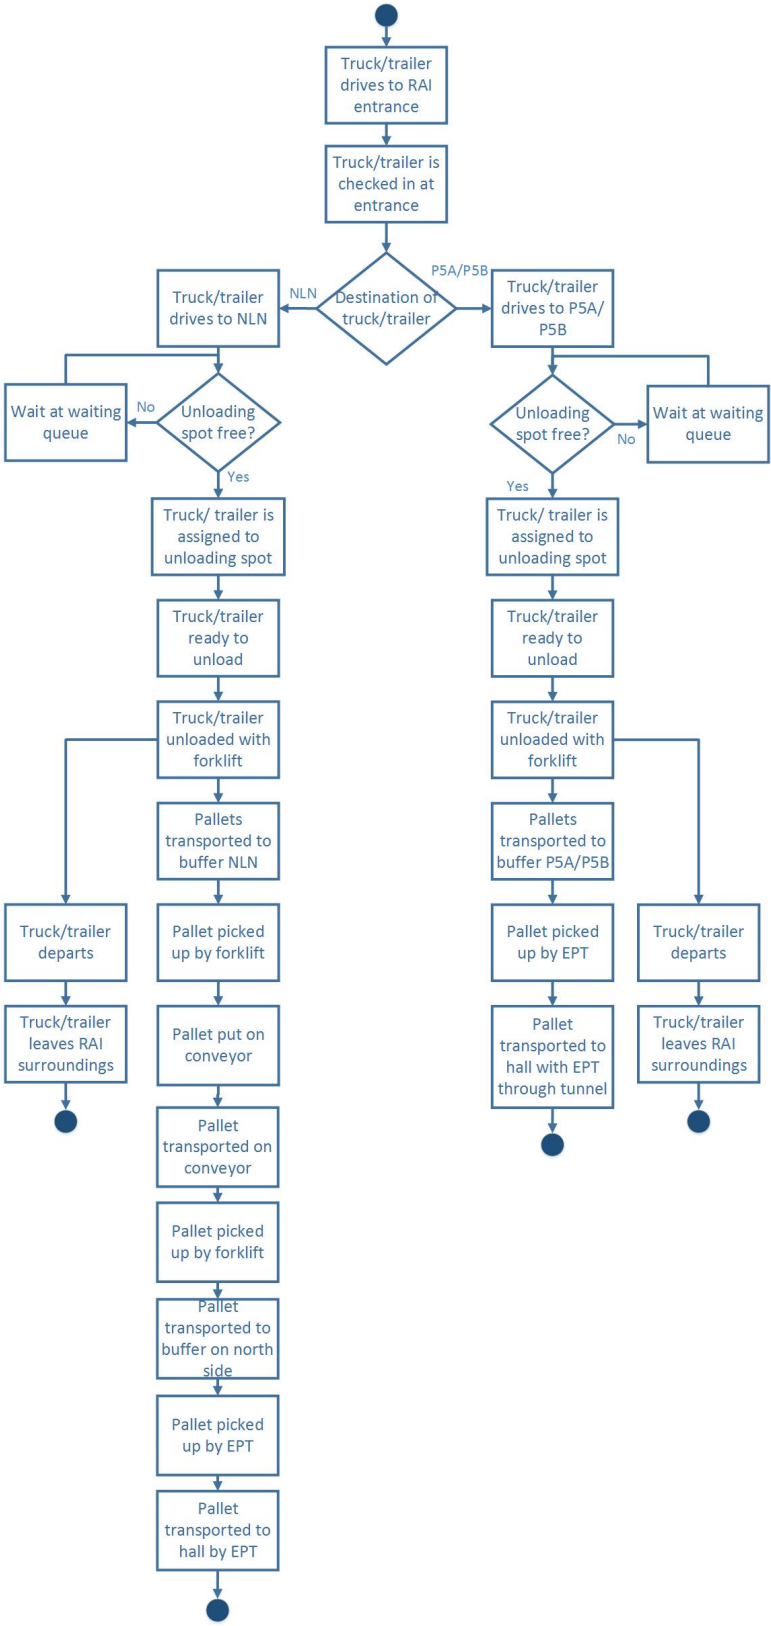 Truck/trailer
drives to RAI
entrance
Truck/trailer is
checked in at
entrance
Destination of
truck/trailer
NLN
P5A/P5B
Truck/trailer
drives to NLN
Truck/trailer
drives to P5A/
P5B
Wait at waiting
queue
No
Unloading
spot free?
Yes
Unloading
spot free?
No
Yes
Wait at waiting
queue
Truck/ trailer is
assigned to
unloading spot
Truck/ trailer is
assigned to
unloading spot
Truck/trailer
ready to
unload
Truck/trailer
ready to
unload
Truck/trailer
unloaded with
forklift
Truck/trailer
unloaded with
forklift
Pallets
transported to
buffer NLN
Pallets
transported to
buffer P5A/P5B
Truck/trailer
departs
Pallet picked
up by forklift
Pallet picked
up by EPT
Truck/trailer
departs
Truck/trailer
leaves RAI
surroundings
Pallet put on
conveyor
Pallet
transported to
hall with EPT
through tunnel
Truck/trailer
leaves RAI
surroundings
Pallet
transported on
conveyor
Pallet picked
up by forklift
Pallet
transported to
buffer on north
side
Pallet picked
up by EPT
Pallet
transported to
hall by EPT